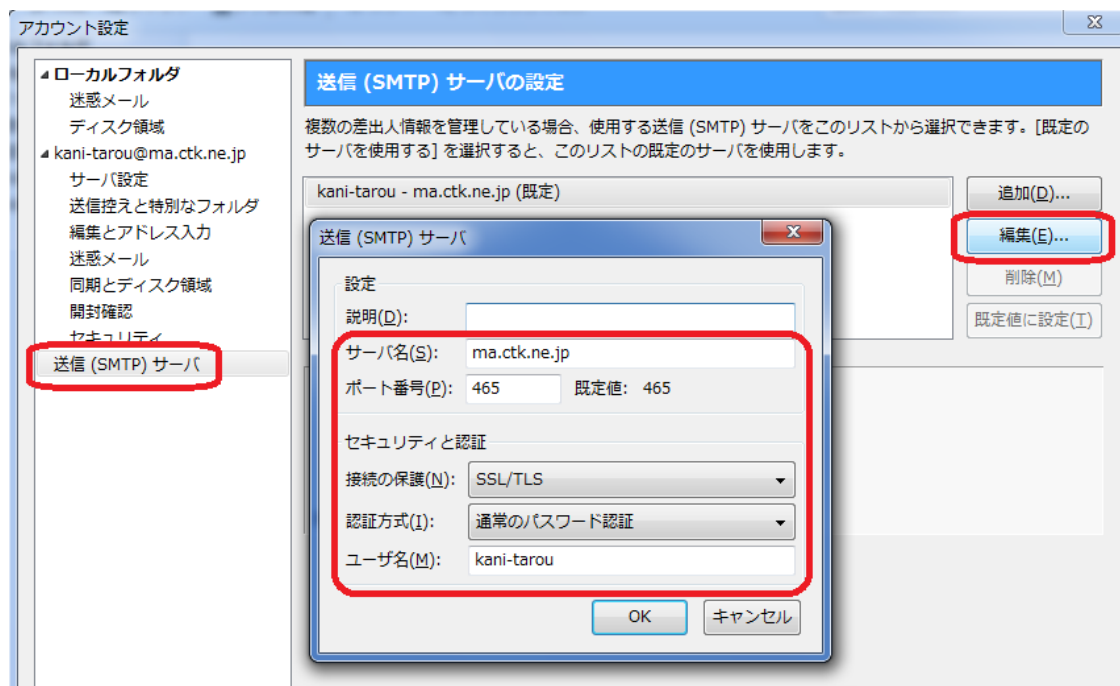 アカウント設定
ローカルフォルダ
迷惑メール
ディスク領域
kani-tarou@ma.ctk.ne.jp
サーバ設定
送信控えと特別なフォルダ
編集とアドレス入力
迷惑メール
同期とディスク領域
開封確認
セキュリティ
送信 (SMTP) サーバ
送信 (SMTP) サーバの設定
複数の差出人情報を管理している場合、使用する送信 (SMTP) サーバをこのリストから選択できます。[既定の
サーバを使用する] を選択すると、このリストの既定のサーバを使用します。
kani-tarou - ma.ctk.ne.jp (既定)
追加(D)...
編集(E)...
削除(M)
既定値に設定(T)
送信 (SMTP) サーバ
設定
説明(D):
サーバ名(S): ma.ctk.ne.jp
ポート番号(P): 465 既定値: 465
セキュリティと認証
接続の保護(N): SSL/TLS
認証方式(I): 通常のパスワード認証
ユーザ名(M): kani-tarou
OK キャンセル